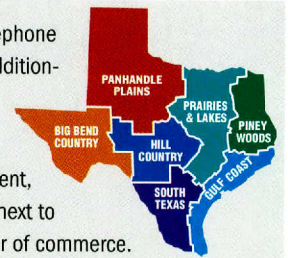 ephone
ddition-
ent,
next to
r of commerce.
PANHANDLE
PLAINS
PRAIRIES
& LAKES
PINEY
WOODS
BIG BEND
COUNTRY
HILL
COUNTRY
GULF COAST
SOUTH
TEXAS